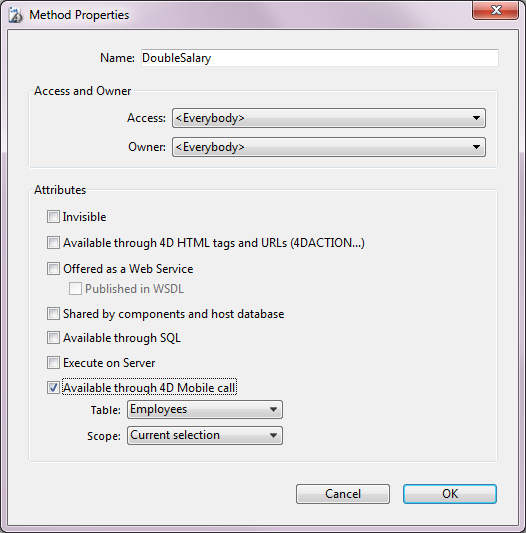 Method Properties
Name: DoubleSalary
Access and Owner
Access: <Everybody>
Owner: <Everybody>
Attributes
Invisible
Available through 4D HTML tags and URLs (4DACTION...)
Offered as a Web Service
Published in WSDL
Shared by components and host database
Available through SQL
Execute on Server
Available through 4D Mobile call
Table: Employees
Scope: Current selection
Cancel OK